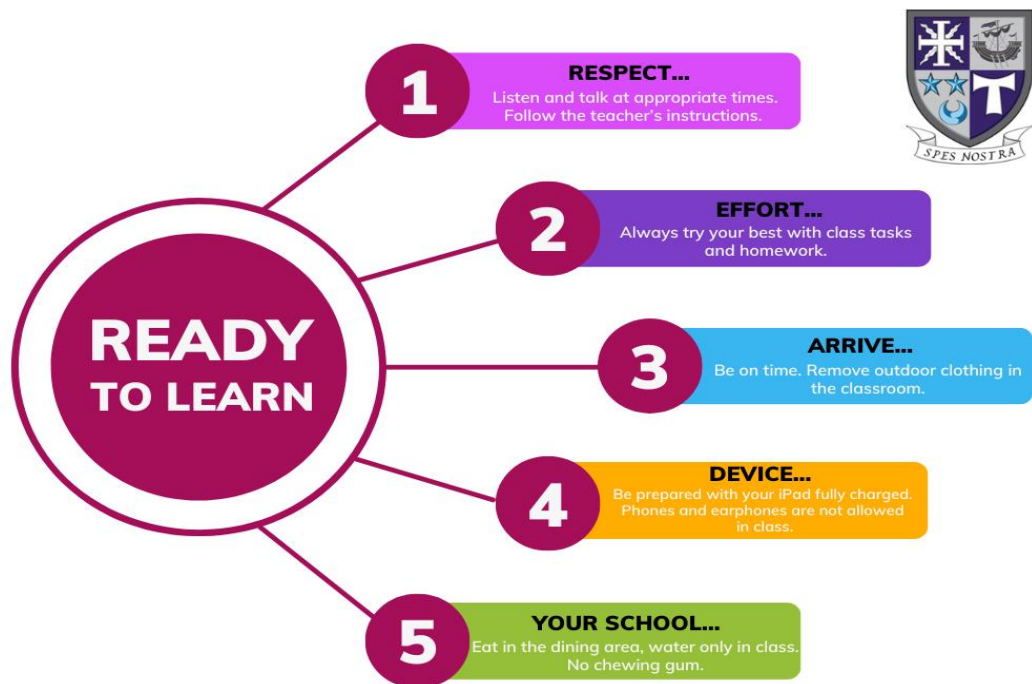 READY
TO LEARN
1
RESPECT...
Listen and talk at appropriate times.
Follow the teacher's instructions.
2
EFFORT...
Always try your best with class tasks
and homework.
3
ARRIVE...
Be on time. Remove outdoor clothing in
the classroom.
4
DEVICE...
Be prepared with your iPad fully charged.
Phones and earphones are not allowed
in class.
5
YOUR SCHOOL...
Eat in the dining area, water only in class.
No chewing gum.
SPES NOSTRA